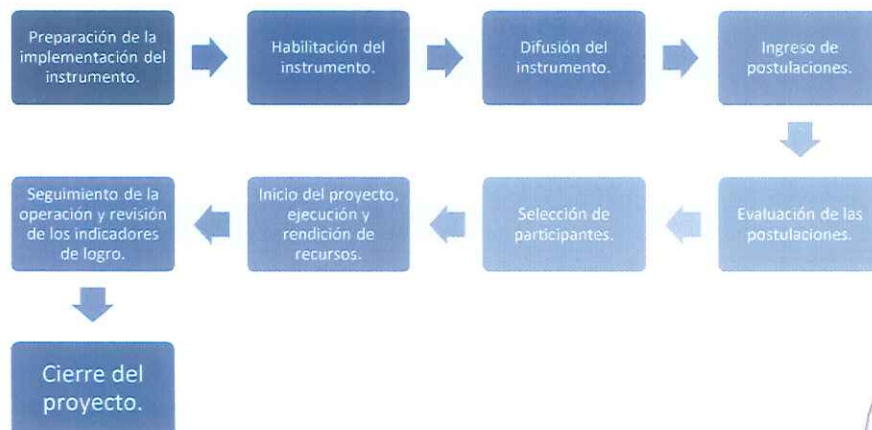 Preparación de la
implementación del
instrumento.
Habilitación del
instrumento.
Difusión del
instrumento.
Ingreso de
postulaciones.
Evaluación de las
postulaciones.
Selección de
participantes.
Inicio del proyecto,
ejecución y
rendición de
recursos.
Seguimiento de la
operación y revisión
de los indicadores
de logro.
Cierre del
proyecto.